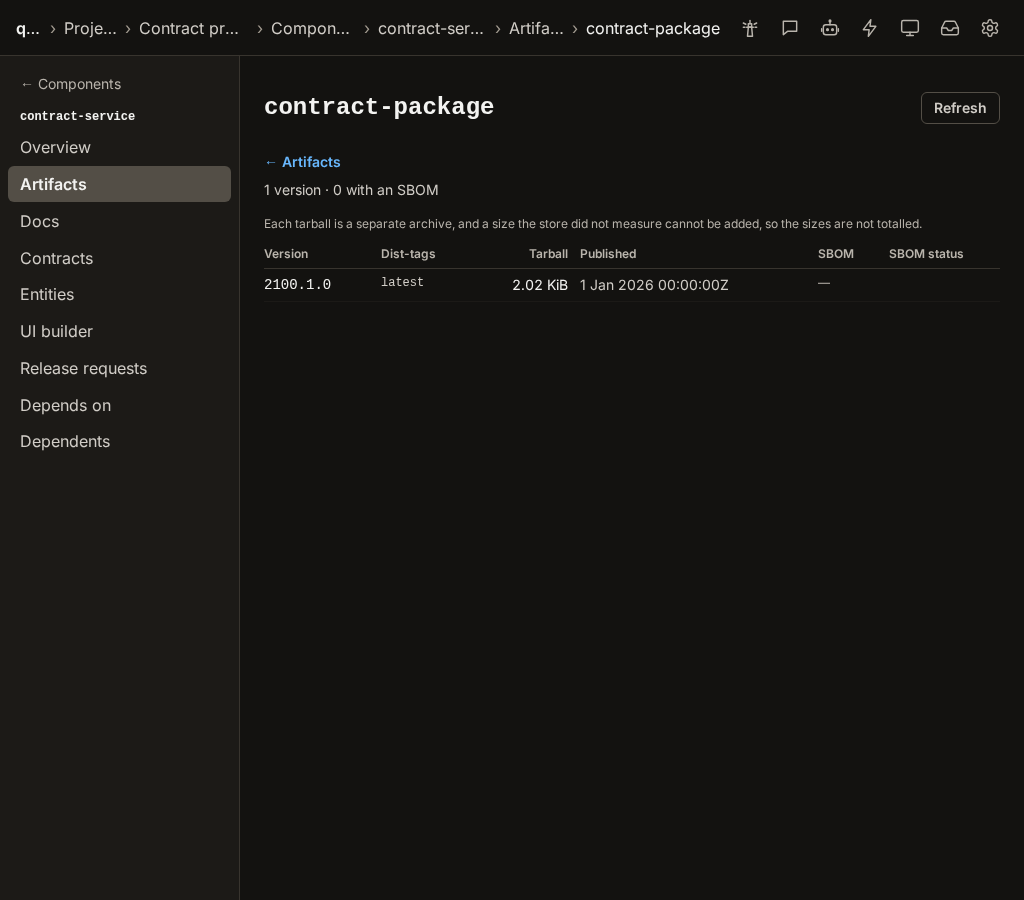 q... › Proje... › Contract pr... › Compon... › contract-ser... › Artifa... › contract-package
← Components
contract-service
Overview
Artifacts
Docs
Contracts
Entities
UI builder
Release requests
Depends on
Dependents
contract-package
Refresh
← Artifacts
1 version · 0 with an SBOM
Each tarball is a separate archive, and a size the store did not measure cannot be added, so the sizes are not totalled.
Version Dist-tags Tarball Published SBOM SBOM status
2100.1.0 latest 2.02 KiB 1 Jan 2026 00:00:00Z —